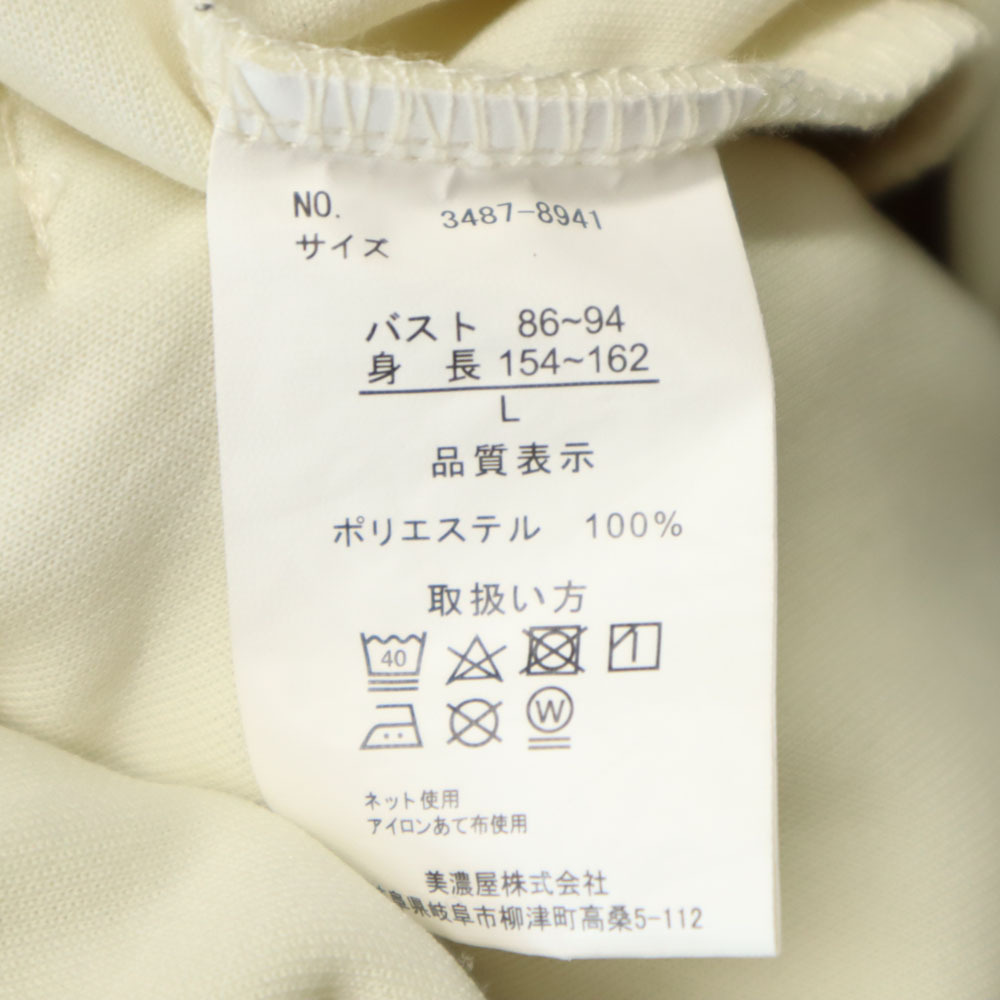 NO. 3487-8941
サイズ
バスト 86~94
身 長 154~162
L
品質表示
ポリエステル 100%
取扱い方
40
W
ネット使用
アイロンあて布使用
美濃屋株式会社
阜県岐阜市柳津町高桑5-112